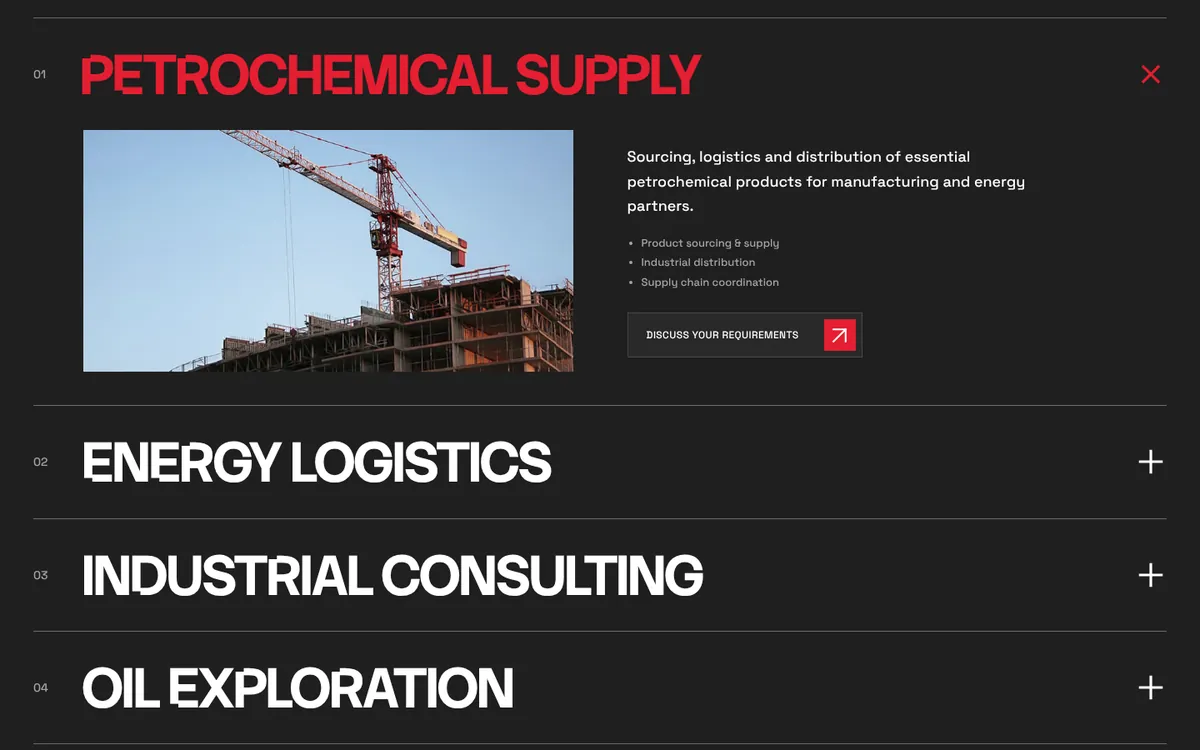 01
PETROCHEMICAL SUPPLY
Sourcing, logistics and distribution of essential
petrochemical products for manufacturing and energy
partners.
• Product sourcing & supply
• Industrial distribution
• Supply chain coordination
DISCUSS YOUR REQUIREMENTS
02
ENERGY LOGISTICS
03
INDUSTRIAL CONSULTING
04
OIL EXPLORATION